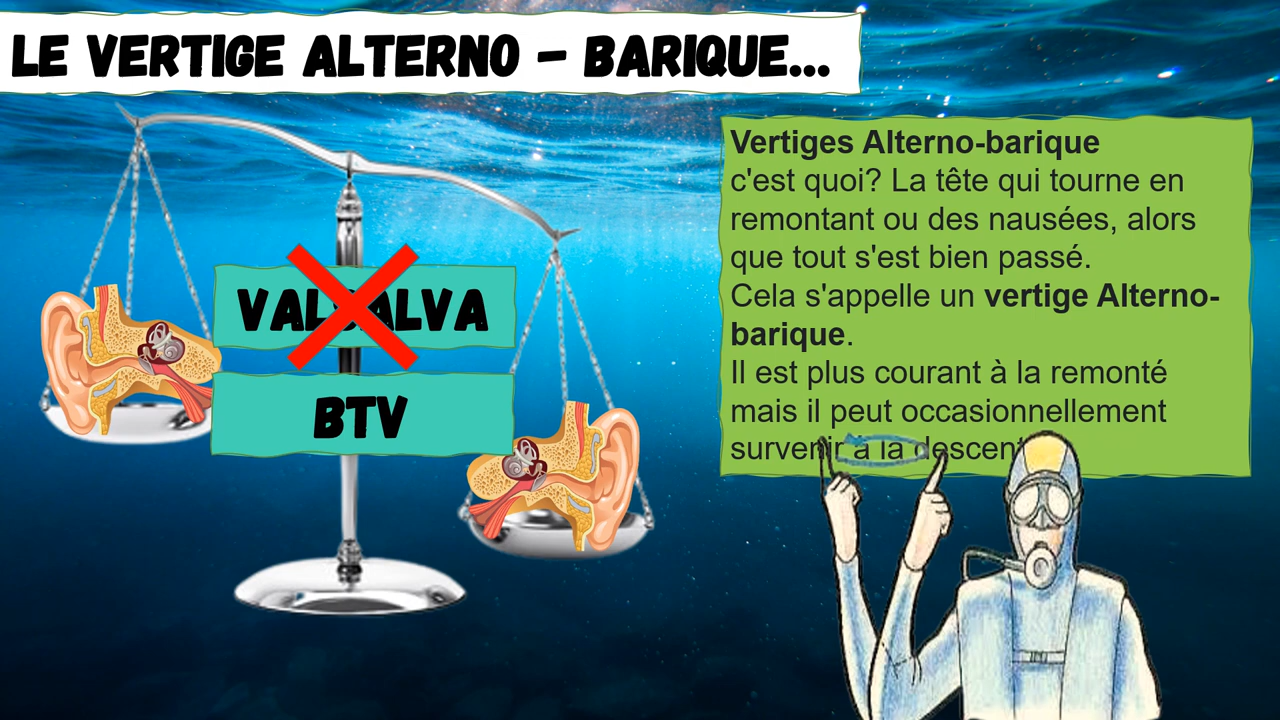 LE VERTIGE ALTERNO - BARIQUE...
Vertiges Alterno-barique
c'est quoi? La tête qui tourne en
remontant ou des nausées, alors
que tout s'est bien passé.
Cela s'appelle un vertige Alterno-
barique.
Il est plus courant à la remonté
mais il peut occasionnellement
survenir à la descent
VALSALVA
BTV